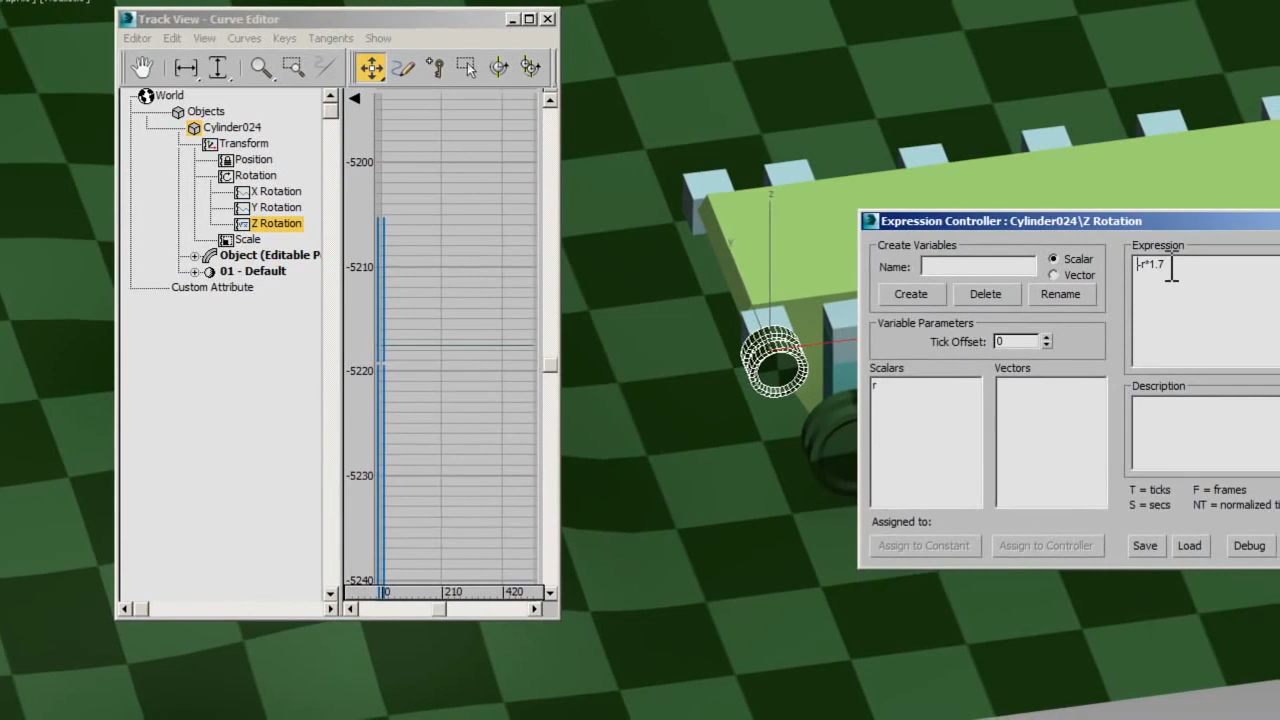 Track View - Curve Editor
Editor Edit View Curves Keys Tangents Show
World
Objects
Cylinder024
Transform
Position
Rotation
X Rotation
Y Rotation
Z Rotation
Scale
Object (Editable P
01 - Default
Custom Attribute
-5200
-5210
-5220
-5230
-5240
0 210 420
z
Expression Controller : Cylinder024\Z Rotation
Create Variables
Name:
Scalar
Vector
Create Delete Rename
Variable Parameters
Tick Offset: 0
Scalars Vectors
r
Assigned to:
Assign to Constant Assign to Controller
Expression
-r*1.7
Description
T = ticks F = frames
S = secs NT = normalized ti
Save Load Debug